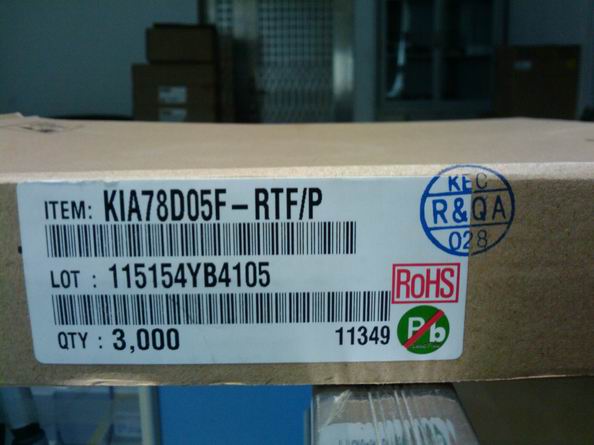 ITEM: KIA78D05F-RTF/P
KEC
R&QA
028
LOT : 115154YB4105
RoHS
Pb
QTY : 3,000
11349